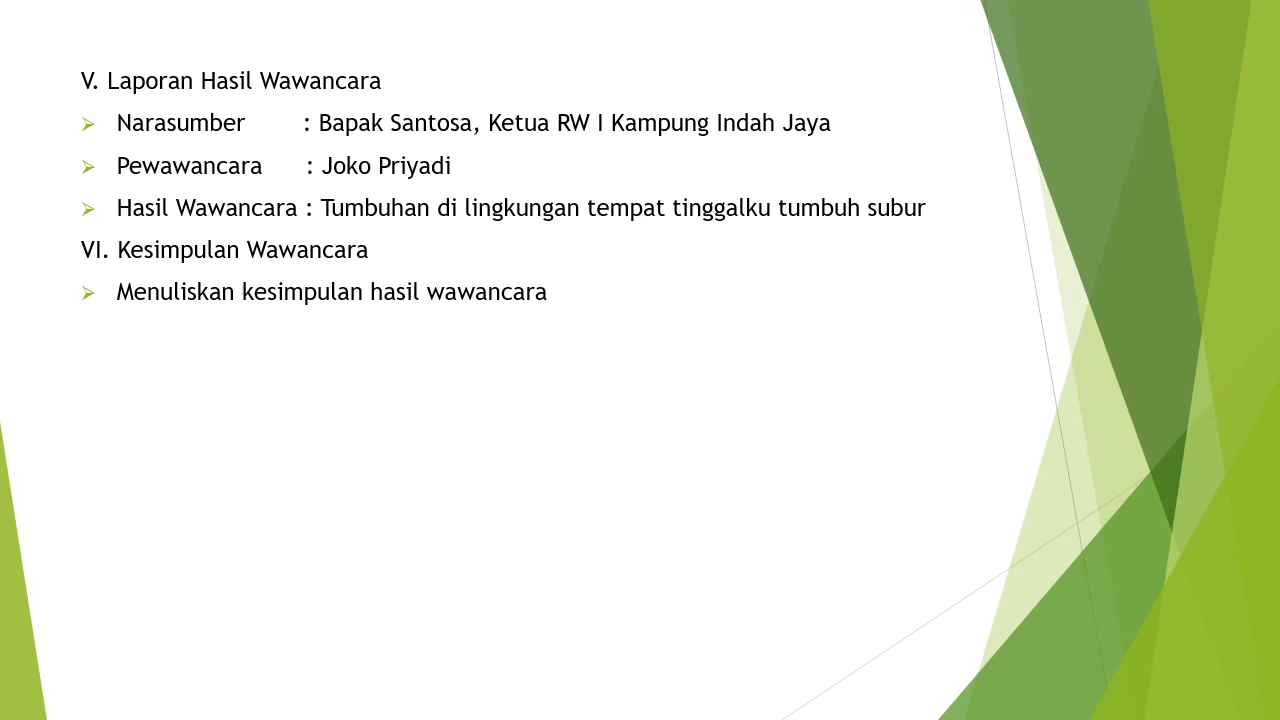 V. Laporan Hasil Wawancara
Narasumber : Bapak Santosa, Ketua RW I Kampung Indah Jaya
Pewawancara : Joko Priyadi
Hasil Wawancara : Tumbuhan di lingkungan tempat tinggalku tumbuh subur
VI. Kesimpulan Wawancara
Menuliskan kesimpulan hasil wawancara